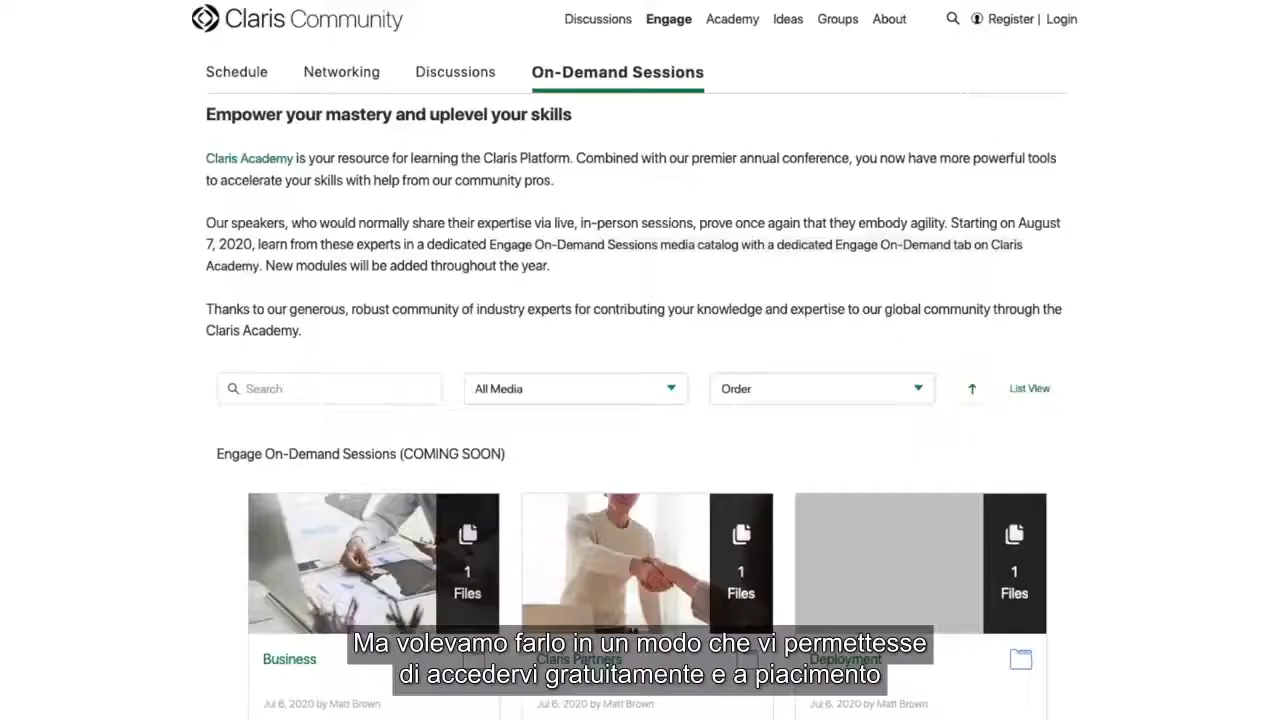 Claris Community
Discussions Engage Academy Ideas Groups About Register | Login
Schedule Networking Discussions On-Demand Sessions
Empower your mastery and uplevel your skills
Claris Academy is your resource for learning the Claris Platform. Combined with our premier annual conference, you now have more powerful tools
to accelerate your skills with help from our community pros.
Our speakers, who would normally share their expertise via live, in-person sessions, prove once again that they embody agility. Starting on August
7, 2020, learn from these experts in a dedicated Engage On-Demand Sessions media catalog with a dedicated Engage On-Demand tab on Claris
Academy. New modules will be added throughout the year.
Thanks to our generous, robust community of industry experts for contributing your knowledge and expertise to our global community through the
Claris Academy.
Search All Media Order List View
Engage On-Demand Sessions (COMING SOON)
1 1 1
Files Files Files
Business Claris Partners Deployment
Jul 6, 2020 by Matt Brown Jul 6, 2020 by Matt Brown Jul 6, 2020 by Matt Brown
Ma volevamo farlo in un modo che vi permettesse
di accedervi gratuitamente e a piacimento